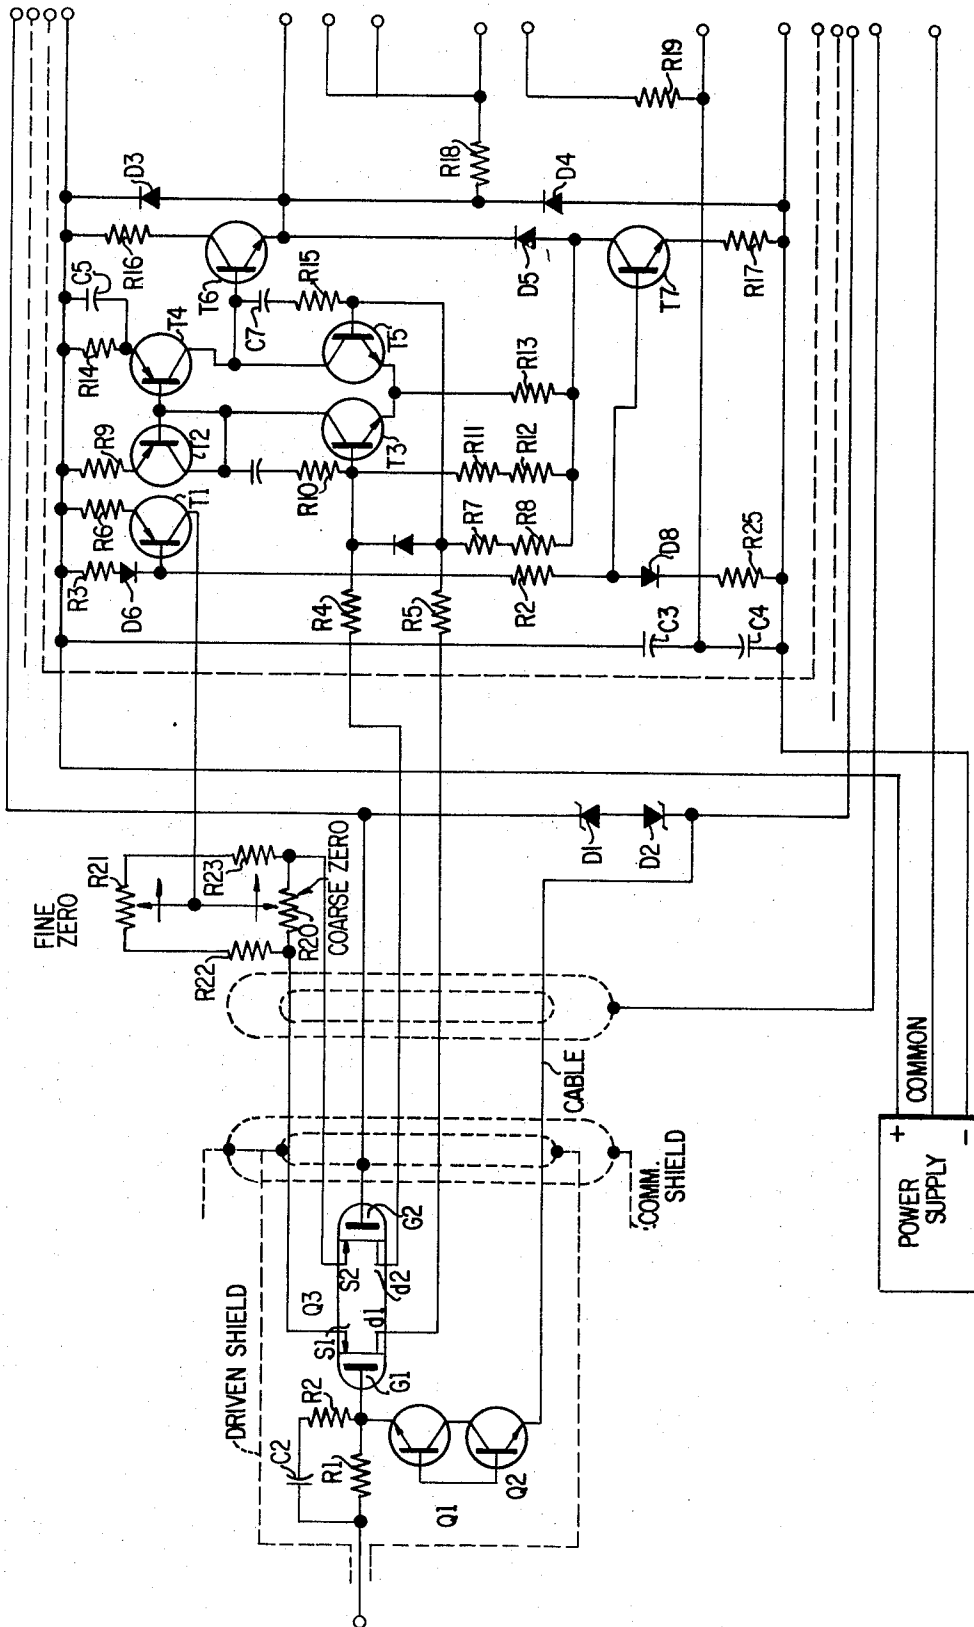 D3
R16
C5
R14
T4
T6
R9
T2
R6
T1
R3
D6
C7
R15
T5
R10
T3
R18
D4
D5
R19
T7
R17
R13
R11
R12
R7
R8
R2
D8
R25
R4
R5
C3
C4
FINE
ZERO
R21
R23
R22
R20
COARSE ZERO
D1
D2
CABLE
COMM.
SHIELD
DRIVEN SHIELD
Q3
S1
S2
d1
d2
G1
G2
C2
R2
R1
Q1
Q2
COMMON
+
-
POWER
SUPPLY